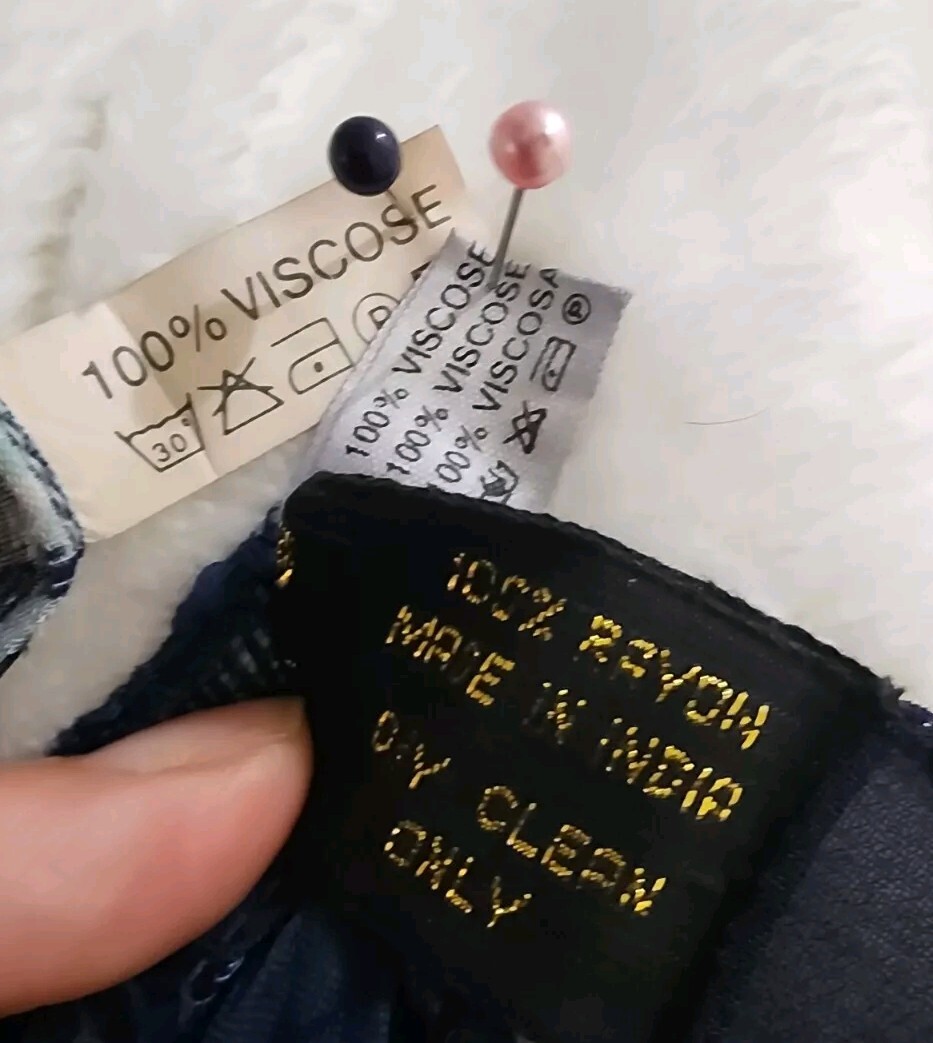 100% VISCOSE
30°
P
100% VISCOSE
100% VISCOSE
100% VISCOSA
P
100% RAYON
MADE IN INDIA
DRY CLEAN
ONLY